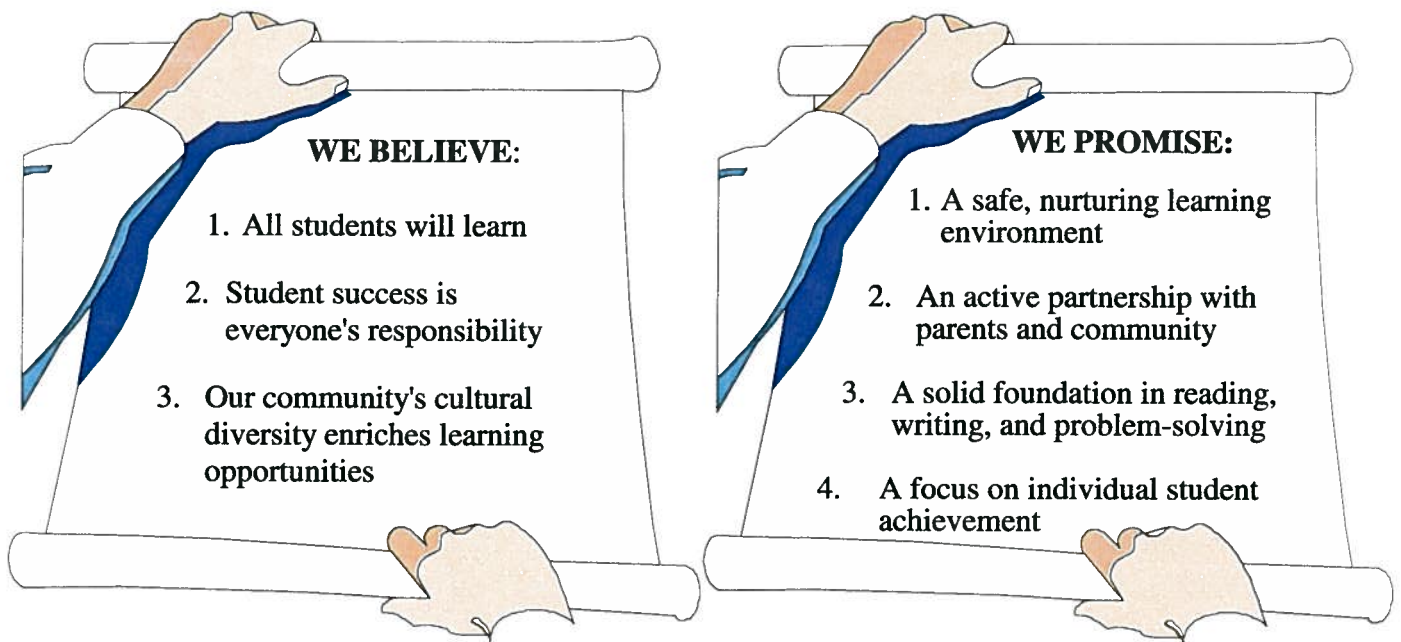 WE BELIEVE:
1. All students will learn
2. Student success is
everyone's responsibility
3. Our community's cultural
diversity enriches learning
opportunities
WE PROMISE:
1. A safe, nurturing learning
environment
2. An active partnership with
parents and community
3. A solid foundation in reading,
writing, and problem-solving
4. A focus on individual student
achievement